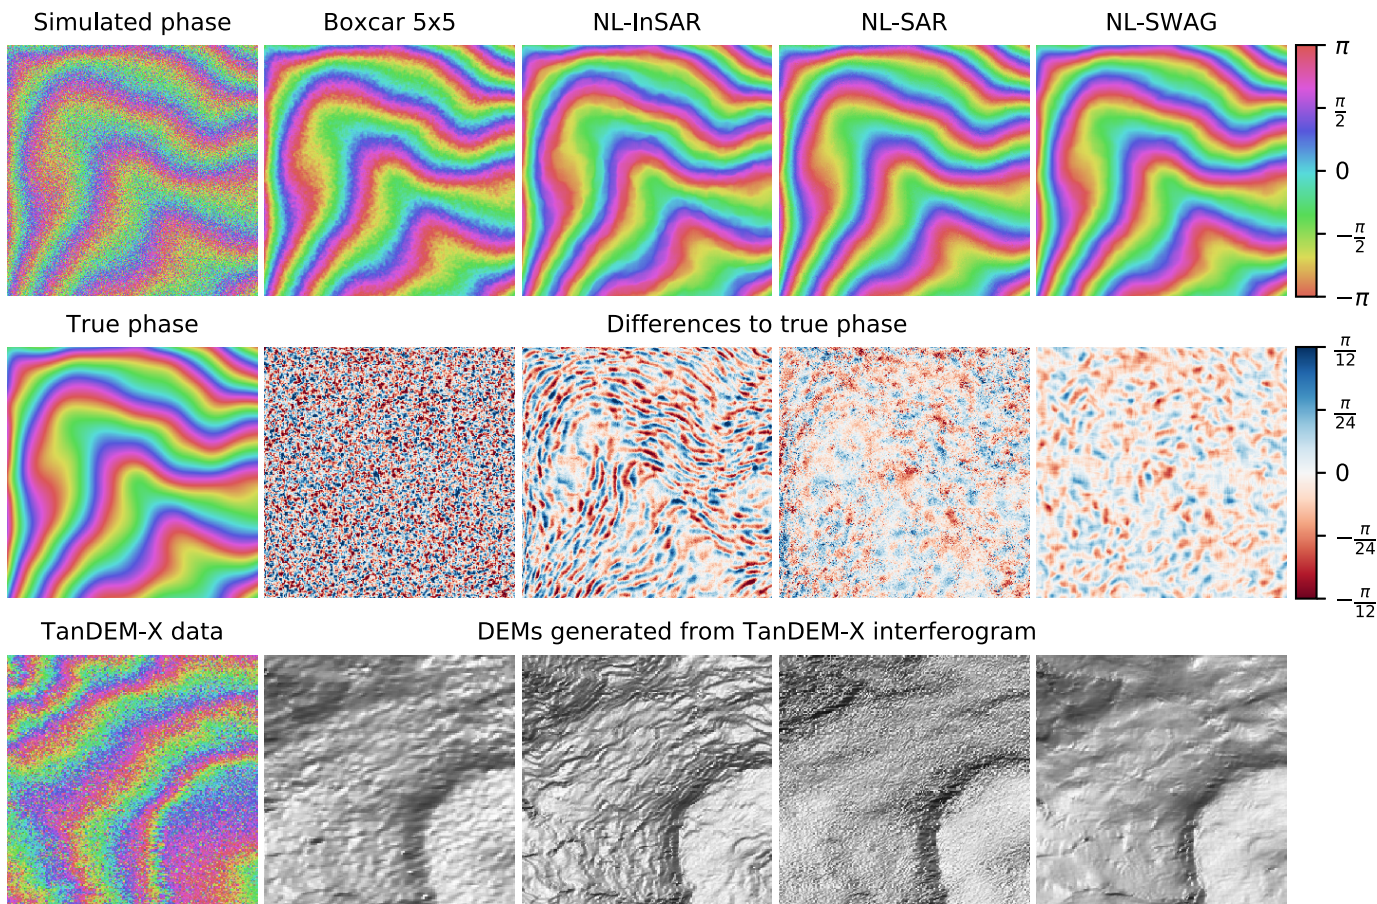 Simulated phase Boxcar 5x5 NL-InSAR NL-SAR NL-SWAG
π
π/2
0
−π/2
−π
True phase Differences to true phase
π/12
π/24
0
−π/24
−π/12
TanDEM-X data DEMs generated from TanDEM-X interferogram